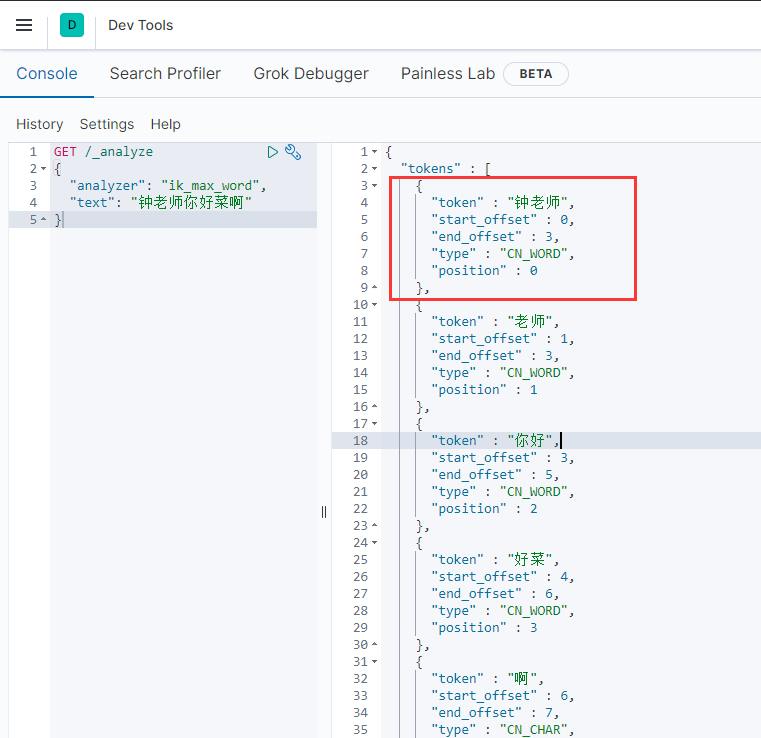 D Dev Tools
Console Search Profiler Grok Debugger Painless Lab BETA
History Settings Help
1 GET /_analyze
2 {
3 "analyzer": "ik_max_word",
4 "text": "钟老师你好菜啊"
5 }
1 {
2 "tokens" : [
3 {
4 "token" : "钟老师",
5 "start_offset" : 0,
6 "end_offset" : 3,
7 "type" : "CN_WORD",
8 "position" : 0
9 },
10 {
11 "token" : "老师",
12 "start_offset" : 1,
13 "end_offset" : 3,
14 "type" : "CN_WORD",
15 "position" : 1
16 },
17 {
18 "token" : "你好",
19 "start_offset" : 3,
20 "end_offset" : 5,
21 "type" : "CN_WORD",
22 "position" : 2
23 },
24 {
25 "token" : "好菜",
26 "start_offset" : 4,
27 "end_offset" : 6,
28 "type" : "CN_WORD",
29 "position" : 3
30 },
31 {
32 "token" : "啊",
33 "start_offset" : 6,
34 "end_offset" : 7,
35 "type" : "CN_CHAR",